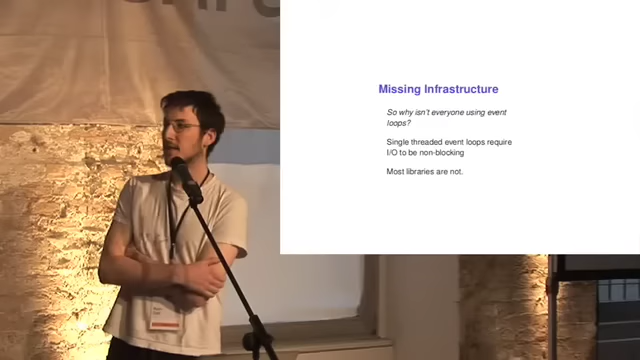 Missing Infrastructure
So why isn't everyone using event
loops?
Single threaded event loops require
I/O to be non-blocking
Most libraries are not.